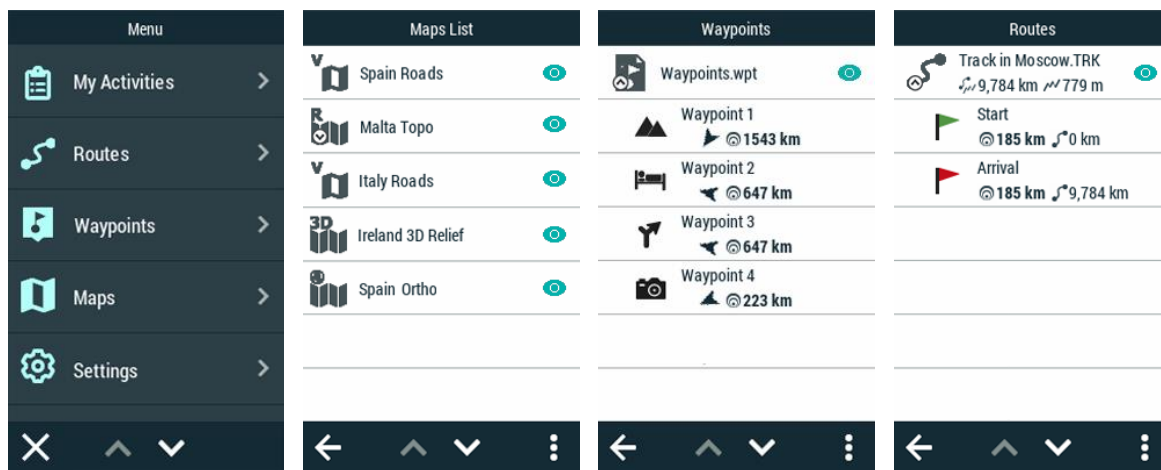 Menu
My Activities
Routes
Waypoints
Maps
Settings
Maps List
V
Spain Roads
R
Malta Topo
V
Italy Roads
3D
Ireland 3D Relief
Spain Ortho
Waypoints
Waypoints.wpt
Waypoint 1
1543 km
Waypoint 2
647 km
Waypoint 3
647 km
Waypoint 4
223 km
Routes
Track in Moscow.TRK
9,784 km 779 m
Start
185 km 0 km
Arrival
185 km 9,784 km